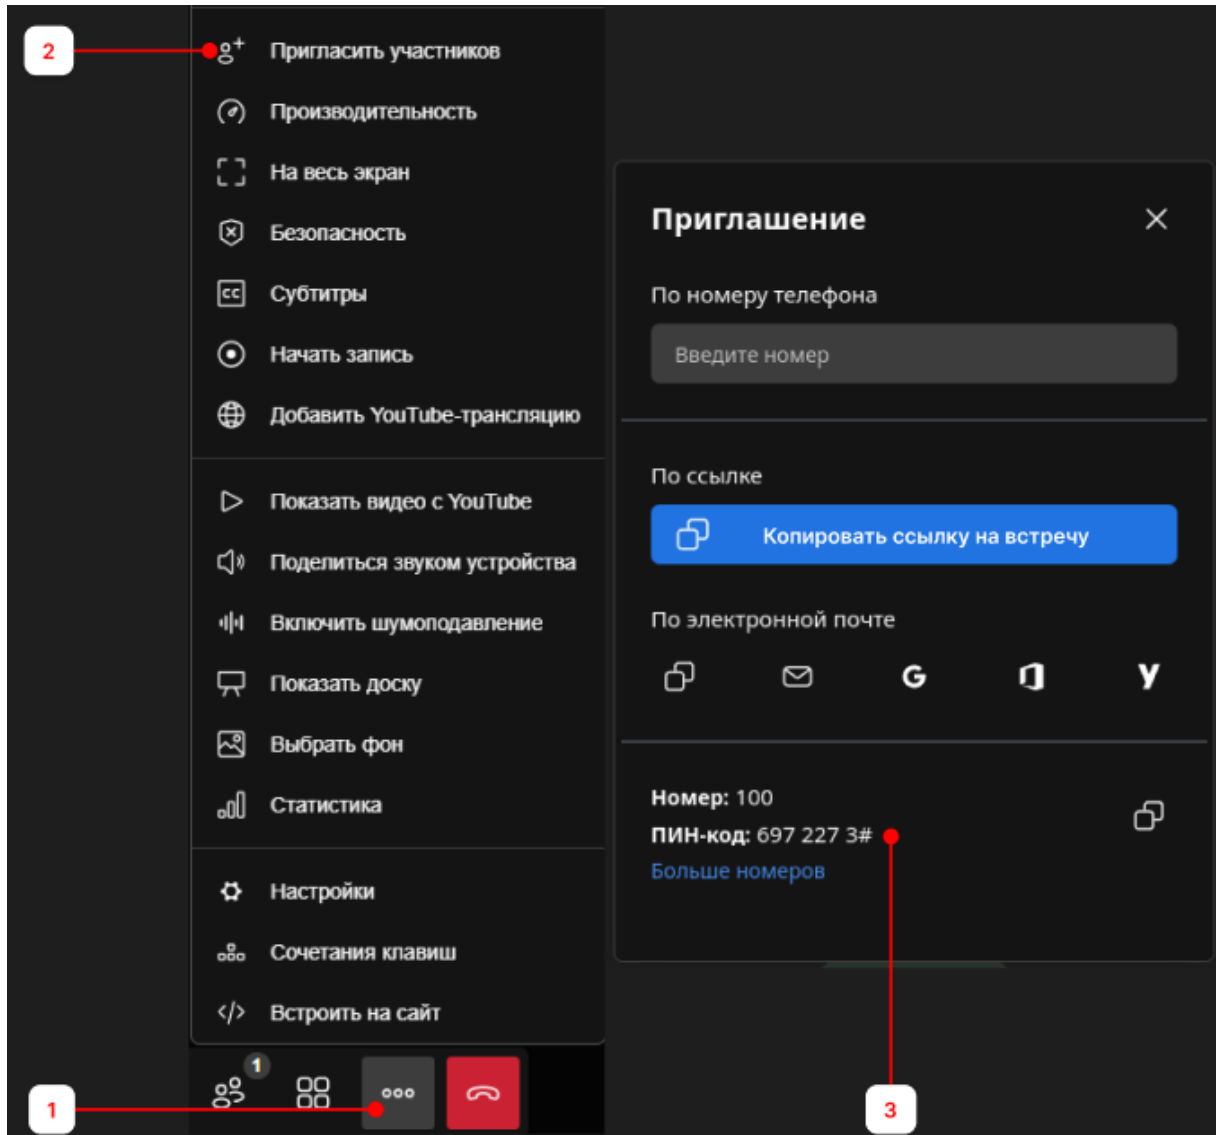 2
Пригласить участников
Производительность
На весь экран
Безопасность
CC Субтитры
Начать запись
Добавить YouTube-трансляцию
Показать видео с YouTube
Поделиться звуком устройства
Включить шумоподавление
Показать доску
Выбрать фон
Статистика
Настройки
Сочетания клавиш
</> Встроить на сайт
1
1
Приглашение
По номеру телефона
Введите номер
По ссылке
Копировать ссылку на встречу
По электронной почте
G У
Номер: 100
ПИН-код: 697 227 3#
Больше номеров
3